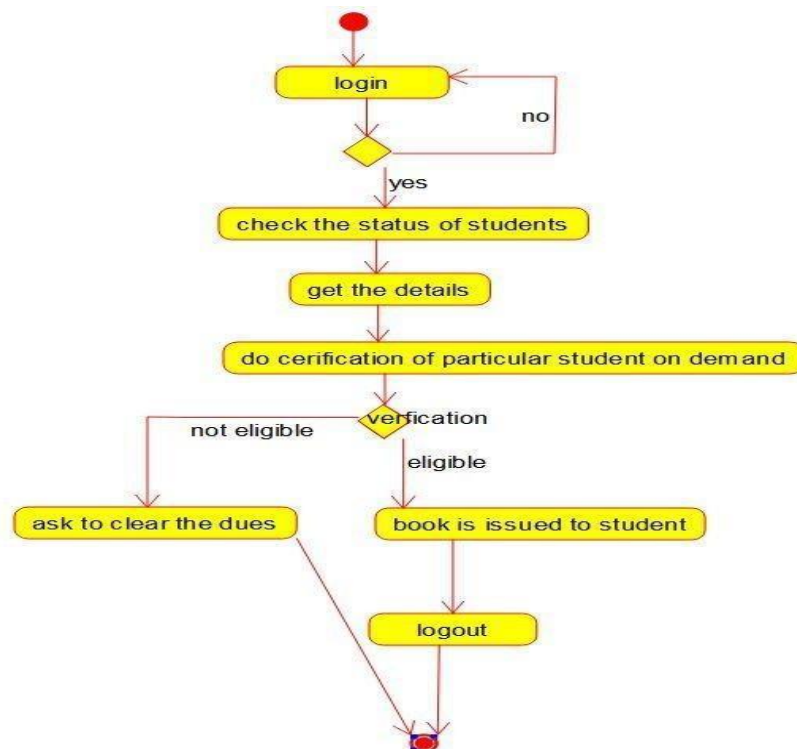 login
no
yes
check the status of students
get the details
do cerification of particular student on demand
verfication
not eligible
eligible
ask to clear the dues
book is issued to student
logout